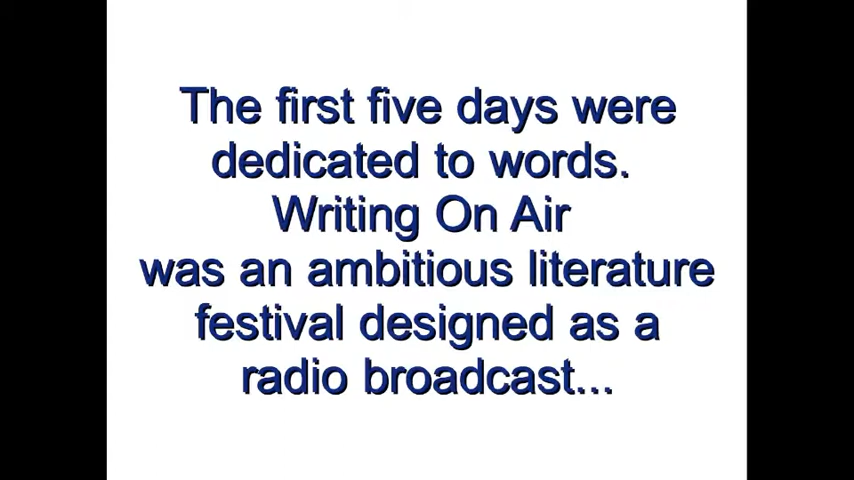 The first five days were
dedicated to words.
Writing On Air
was an ambitious literature
festival designed as a
radio broadcast...